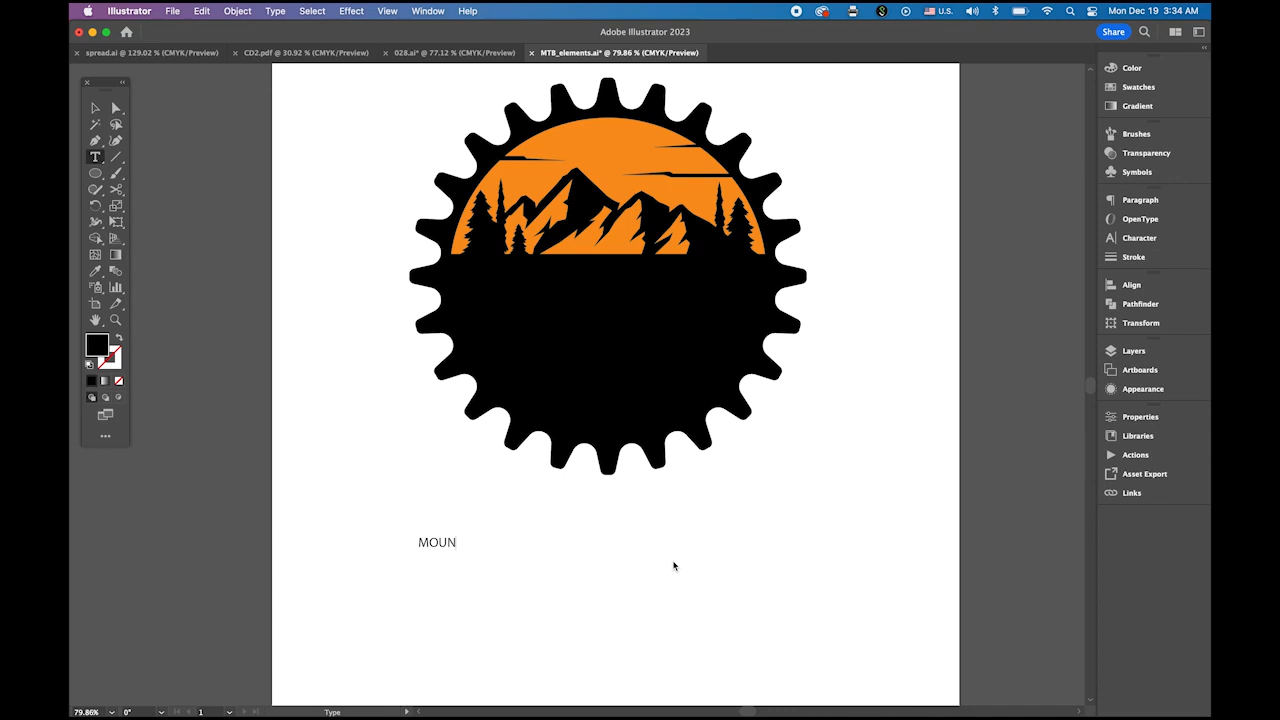 Illustrator File Edit Object Type Select Effect View Window Help U.S. Mon Dec 19 3:34 AM
Adobe Illustrator 2023
Share
spread.ai @ 129.02 % (CMYK/Preview) CD2.pdf @ 30.92 % (CMYK/Preview) 028.ai* @ 77.12 % (CMYK/Preview) MTB_elements.ai* @ 79.86 % (CMYK/Preview)
Color
Swatches
Gradient
Brushes
Transparency
Symbols
Paragraph
OpenType
Character
Stroke
Align
Pathfinder
Transform
Layers
Artboards
Appearance
Properties
Libraries
Actions
Asset Export
Links
MOUN
79.86% 0° 1 Type